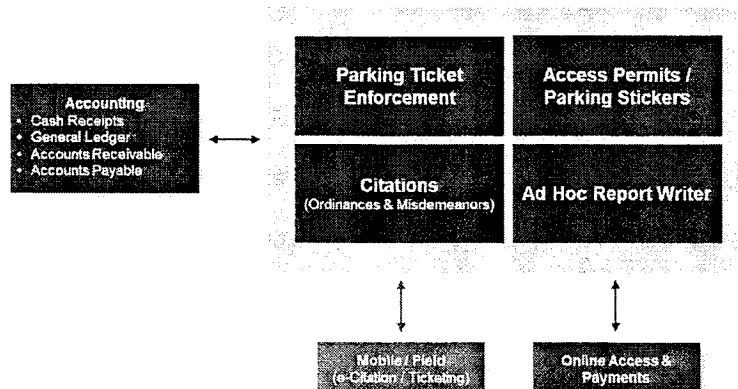 Parking Ticket
Enforcement
Access Permits /
Parking Stickers
Accounting
• Cash Receipts
• General Ledger
• Accounts Receivable
• Accounts Payable
Citations
(Ordinances & Misdemeanors)
Ad Hoc Report Writer
Mobile / Field
(e-Citation / Ticketing)
Online Access &
Payments